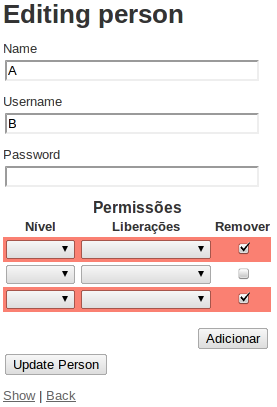 Editing person
Name
A
Username
B
Password
Permissões
Nível Liberações Remover
Adicionar
Update Person
Show | Back